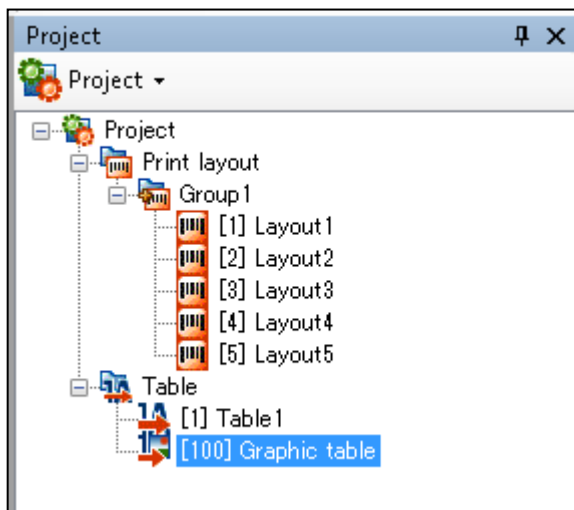 Project
Project
Project
Print layout
Group1
[1] Layout1
[2] Layout2
[3] Layout3
[4] Layout4
[5] Layout5
Table
[1] Table1
[100] Graphic table